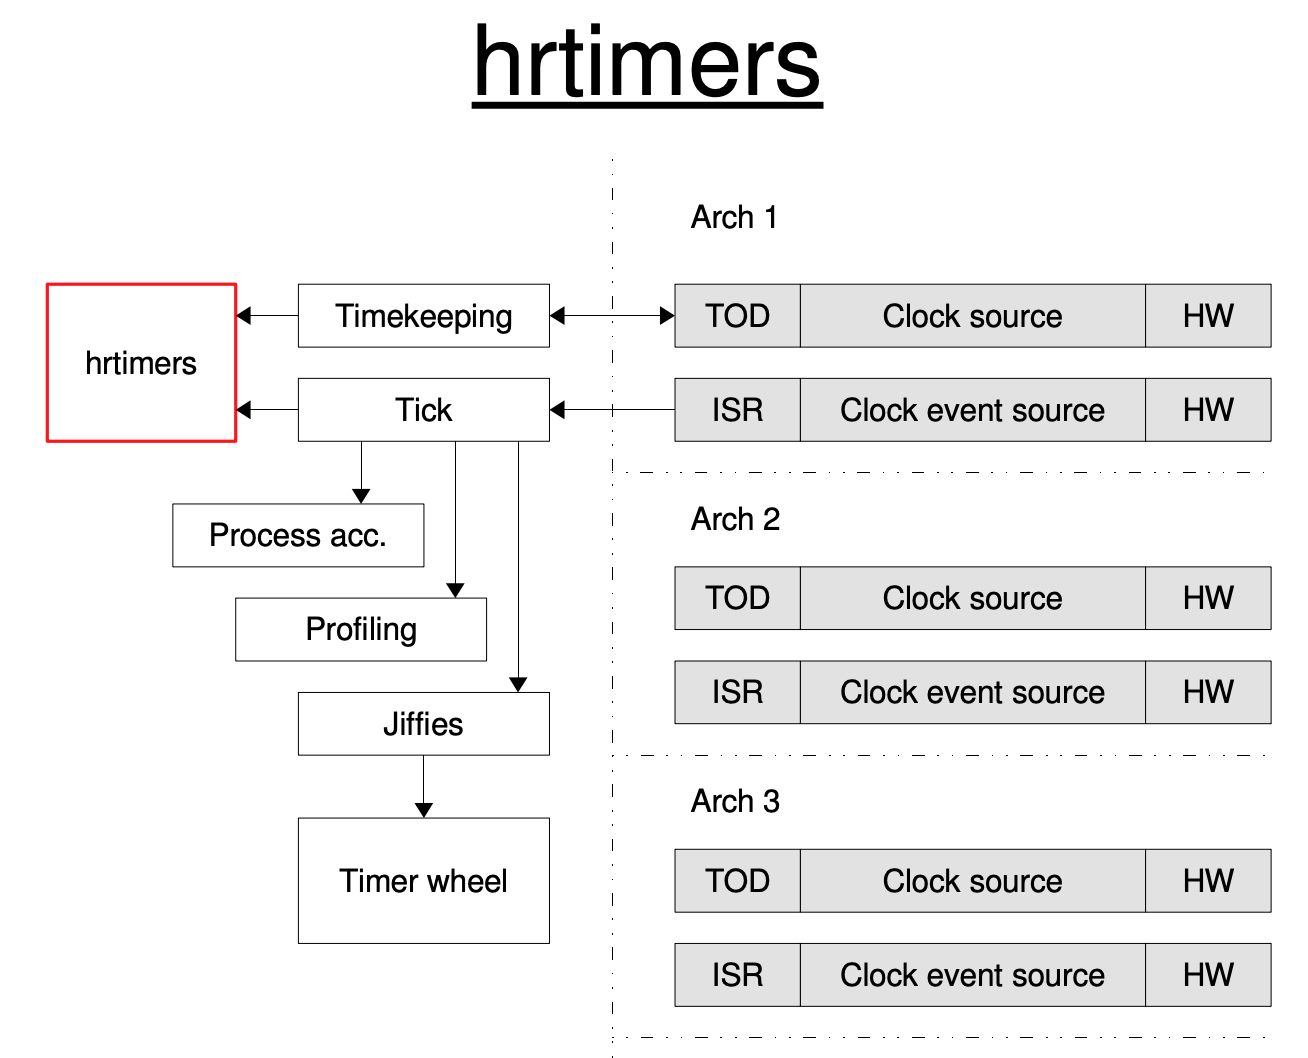 hrtimers
Arch 1
hrtimers
Timekeeping
TOD
Clock source
HW
Tick
ISR
Clock event source
HW
Process acc.
Profiling
Jiffies
Timer wheel
Arch 2
TOD
Clock source
HW
ISR
Clock event source
HW
Arch 3
TOD
Clock source
HW
ISR
Clock event source
HW